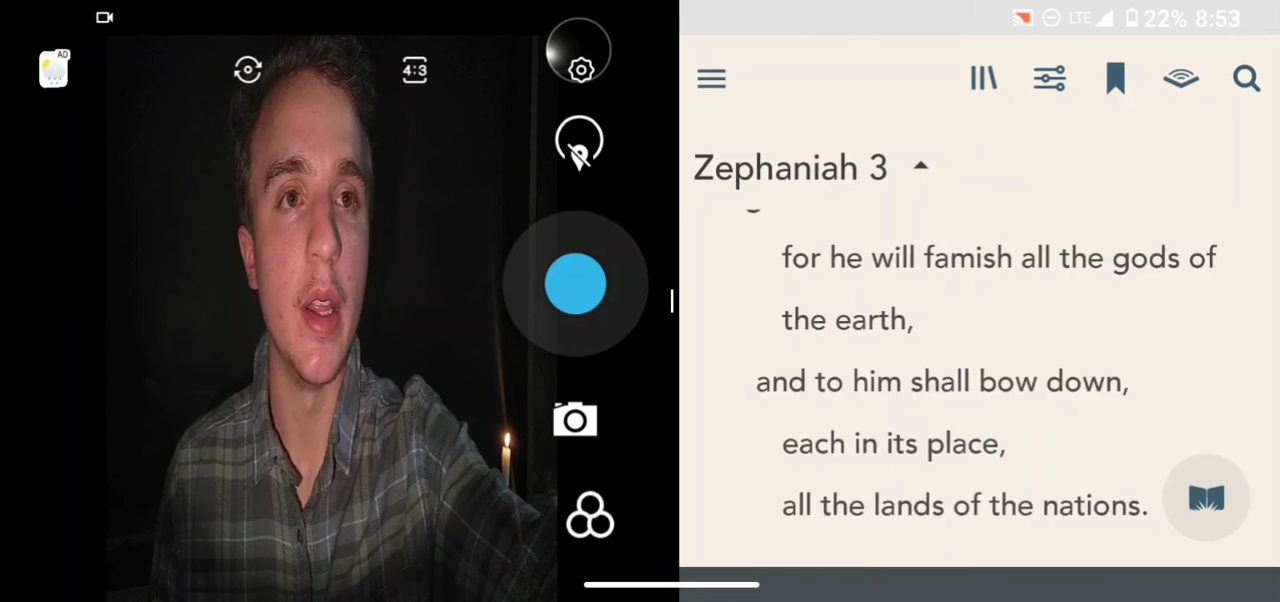 AD
4:3
LTE 22% 8:53
Zephaniah 3
for he will famish all the gods of
the earth,
and to him shall bow down,
each in its place,
all the lands of the nations.